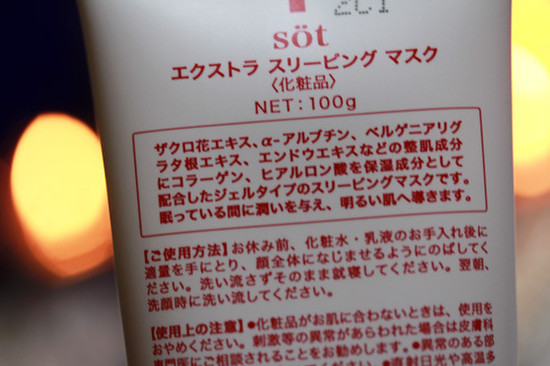 söt
エクストラ スリーピング マスク
〈化粧品〉
NET：100g
ザクロ花エキス、α-アルブチン、ベルゲニアリグ
ラタ根エキス、エンドウエキスなどの整肌成分
にコラーゲン、ヒアルロン酸を保湿成分として
配合したジェルタイプのスリーピングマスクです。
眠っている間に潤いを与え、明るい肌へ導きます。
【ご使用方法】お休み前、化粧水・乳液のお手入れ後に
適量を手にとり、顔全体になじませるようにのばしてく
ださい。洗い流さずそのまま就寝してください。翌朝、
洗顔時に洗い流してください。
【使用上の注意】●化粧品がお肌に合わないときは、使用を
おやめください。刺激等の異常があらわれた場合は皮膚科
専門医にご相談されることをお勧めします。●異常のある部
●直射日光や高温多